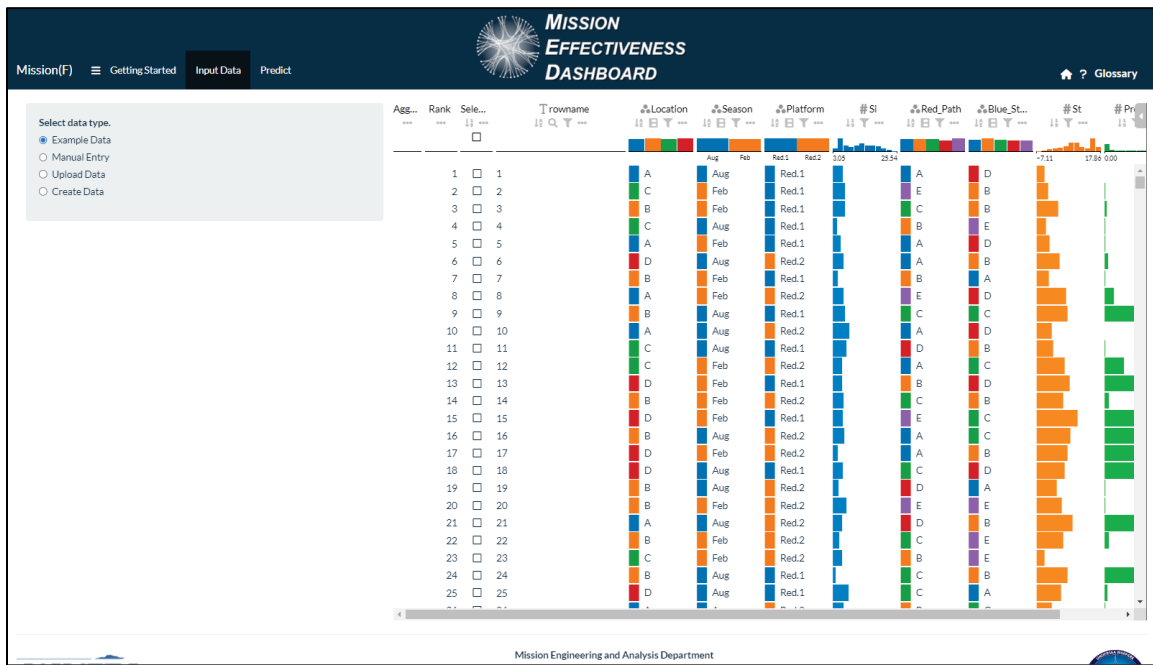 MISSION
EFFECTIVENESS
DASHBOARD
Mission(F) Getting Started Input Data Predict
? Glossary
Select data type.
Example Data
Manual Entry
Upload Data
Create Data
Agg... Rank Sele... rowname Location Season Platform # Si Red_Path Blue_St... # St # Pr
Aug Feb Red.1 Red.2 3.05 25.54 -7.11 17.86 0.00
1 1 A Aug Red.1 A D
2 2 C Feb Red.1 E B
3 3 B Feb Red.1 C B
4 4 C Aug Red.1 B E
5 5 A Feb Red.1 A D
6 6 D Aug Red.2 A B
7 7 B Feb Red.1 B A
8 8 A Feb Red.2 E D
9 9 B Aug Red.1 C C
10 10 A Aug Red.2 A D
11 11 C Aug Red.1 D B
12 12 C Feb Red.2 A C
13 13 D Feb Red.1 B D
14 14 B Feb Red.2 C B
15 15 D Feb Red.1 E C
16 16 B Aug Red.2 A C
17 17 D Feb Red.2 A B
18 18 D Aug Red.1 C D
19 19 B Aug Red.2 D A
20 20 B Feb Red.2 E E
21 21 A Aug Red.2 D B
22 22 B Feb Red.2 C E
23 23 C Feb Red.2 B E
24 24 B Aug Red.1 C B
25 25 D Aug Red.1 C A
Mission Engineering and Analysis Department